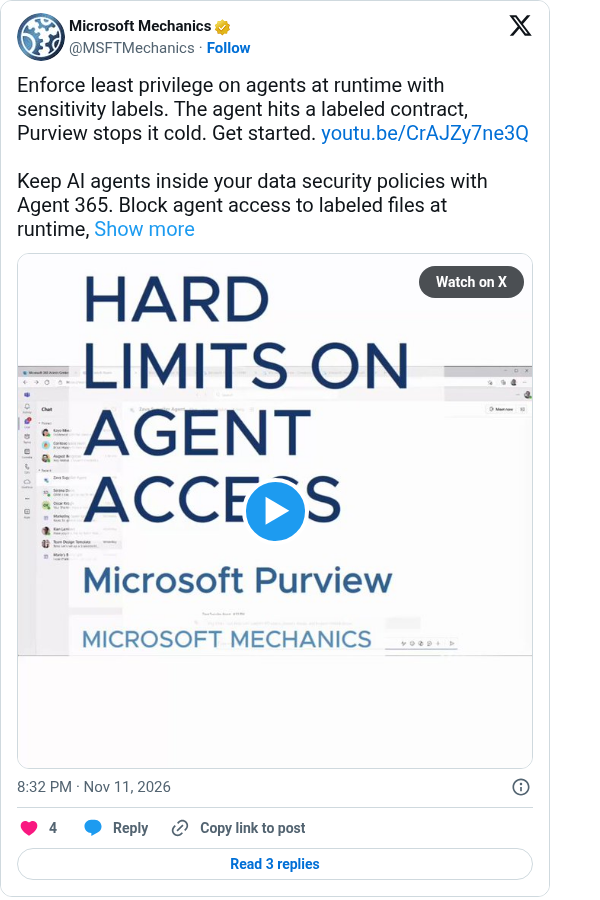 Microsoft Mechanics
@MSFTMechanics · Follow
Enforce least privilege on agents at runtime with
sensitivity labels. The agent hits a labeled contract,
Purview stops it cold. Get started. youtu.be/CrAJZy7ne3Q
Keep AI agents inside your data security policies with
Agent 365. Block agent access to labeled files at
runtime, Show more
Watch on X
HARD
LIMITS ON
AGENT
ACCESS
Chat
Microsoft Purview
MICROSOFT MECHANICS
8:32 PM · Nov 11, 2026
4 Reply Copy link to post
Read 3 replies